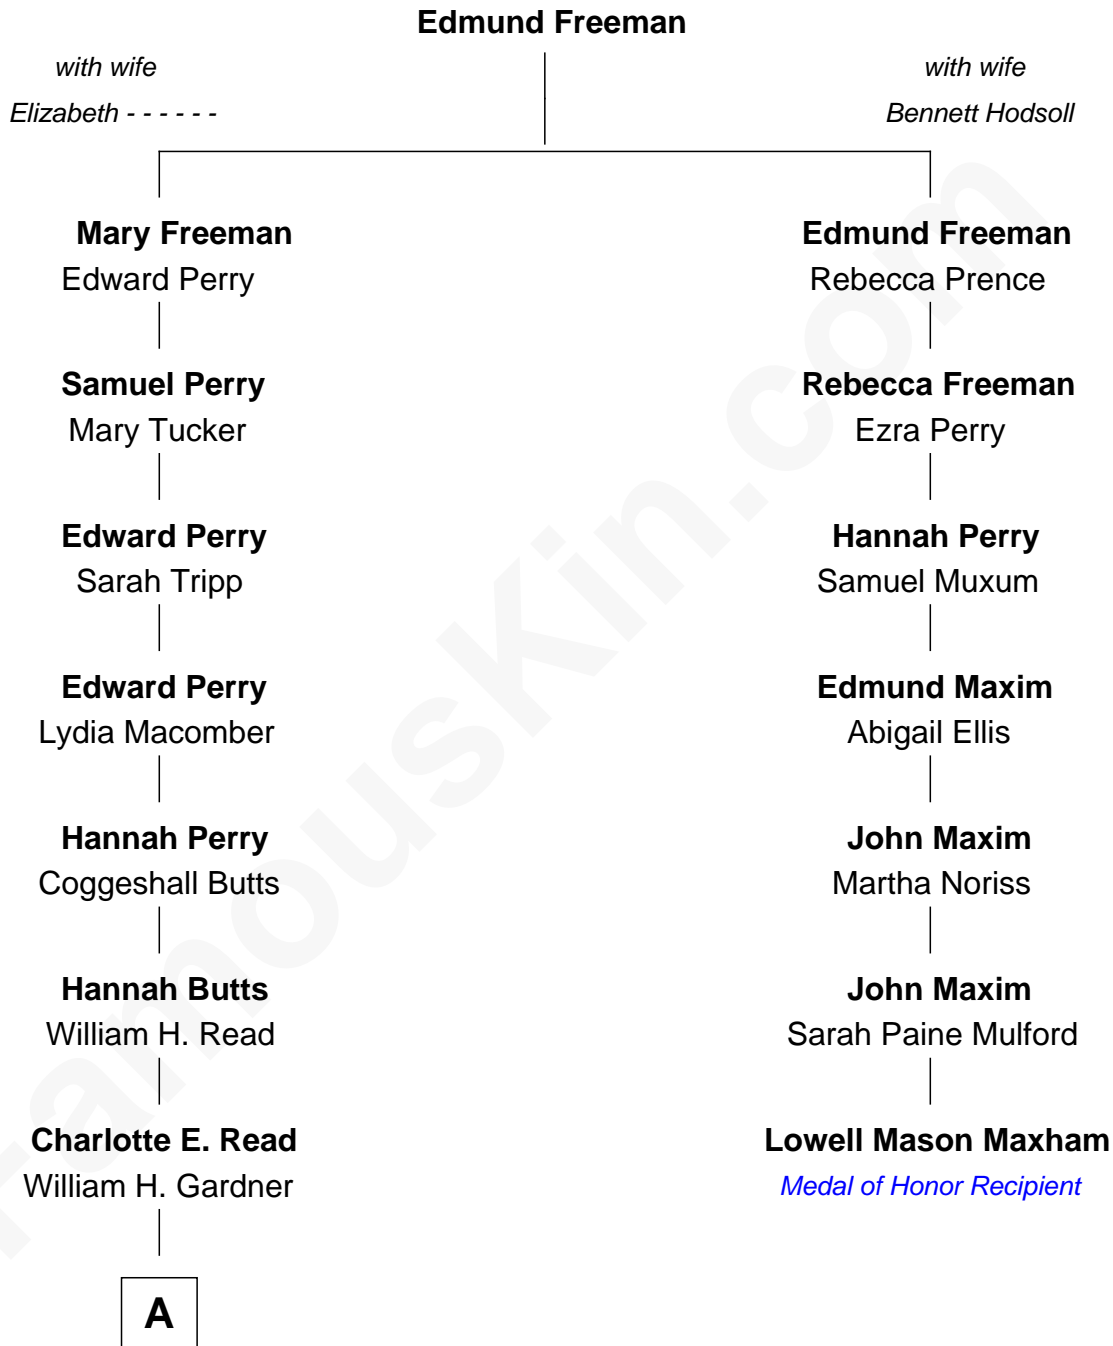 Edmund Freeman
with wife
Elizabeth - - - - - -
with wife
Bennett Hodsoll
Mary Freeman
Edward Perry
Edmund Freeman
Rebecca Prence
Samuel Perry
Mary Tucker
Rebecca Freeman
Ezra Perry
Edward Perry
Sarah Tripp
Hannah Perry
Samuel Muxum
Edward Perry
Lydia Macomber
Edmund Maxim
Abigail Ellis
Hannah Perry
Coggeshall Butts
John Maxim
Martha Noriss
Hannah Butts
William H. Read
John Maxim
Sarah Paine Mulford
Charlotte E. Read
William H. Gardner
Lowell Mason Maxham
Medal of Honor Recipient
A
FamousKin.com